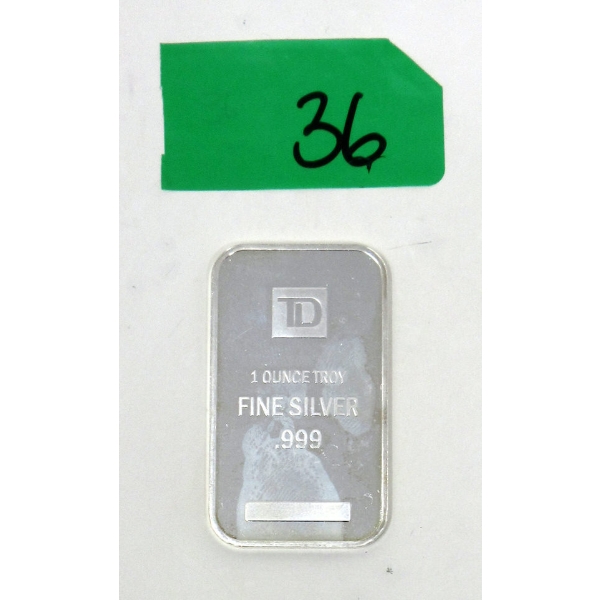 36
TD
1 OUNCE TROY
FINE SILVER
.999